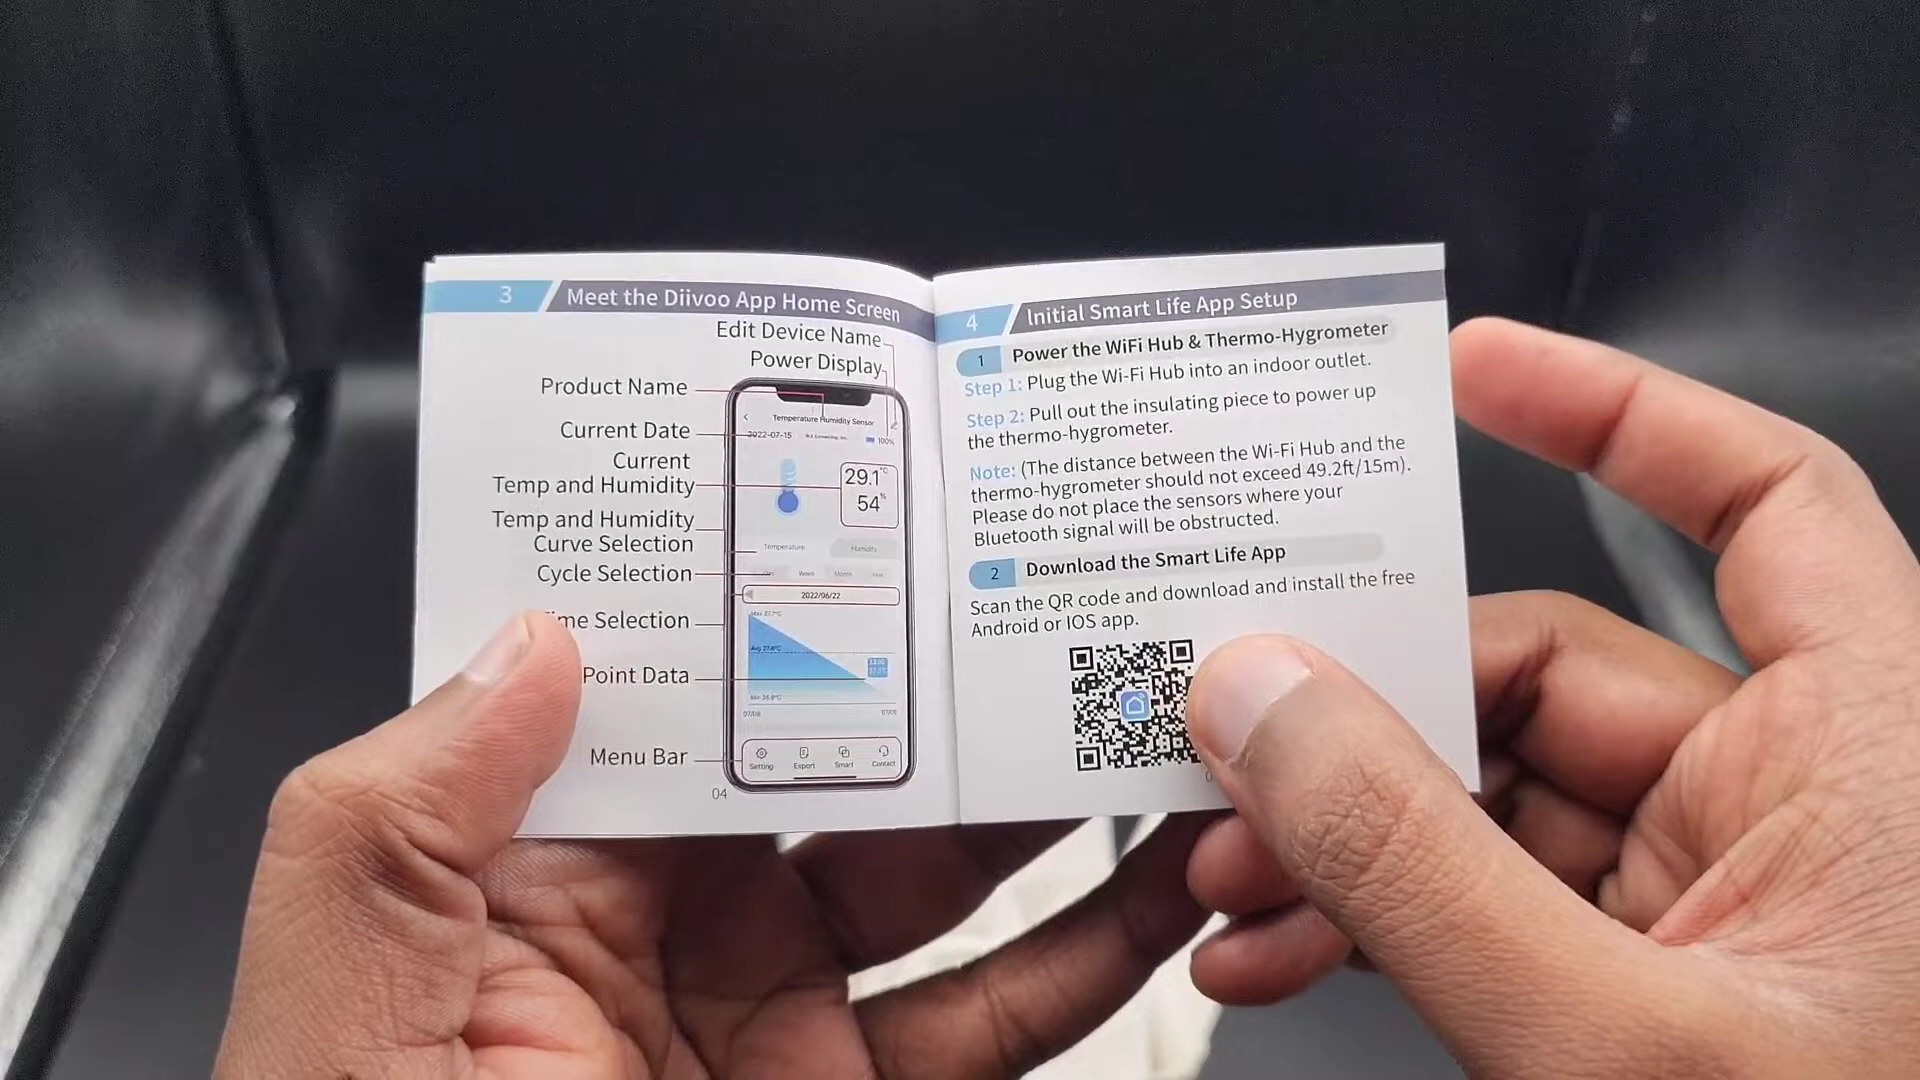 3 Meet the Diivoo App Home Screen
Edit Device Name
Power Display
Product Name
Current Date
Current
Temp and Humidity
Temp and Humidity
Curve Selection
Cycle Selection
me Selection
Point Data
Menu Bar
Temperature Humidity Sensor
2022-07-15
100%
29.1°C
54%
Temperature Humidity
Week Month
2022/06/22
Max 27.7°C
07/08
Setting Export Smart Contact
04
4 Initial Smart Life App Setup
1 Power the WiFi Hub & Thermo-Hygrometer
Step 1: Plug the Wi-Fi Hub into an indoor outlet.
Step 2: Pull out the insulating piece to power up
the thermo-hygrometer.
Note: (The distance between the Wi-Fi Hub and the
thermo-hygrometer should not exceed 49.2ft/15m).
Please do not place the sensors where your
Bluetooth signal will be obstructed.
2 Download the Smart Life App
Scan the QR code and download and install the free
Android or IOS app.